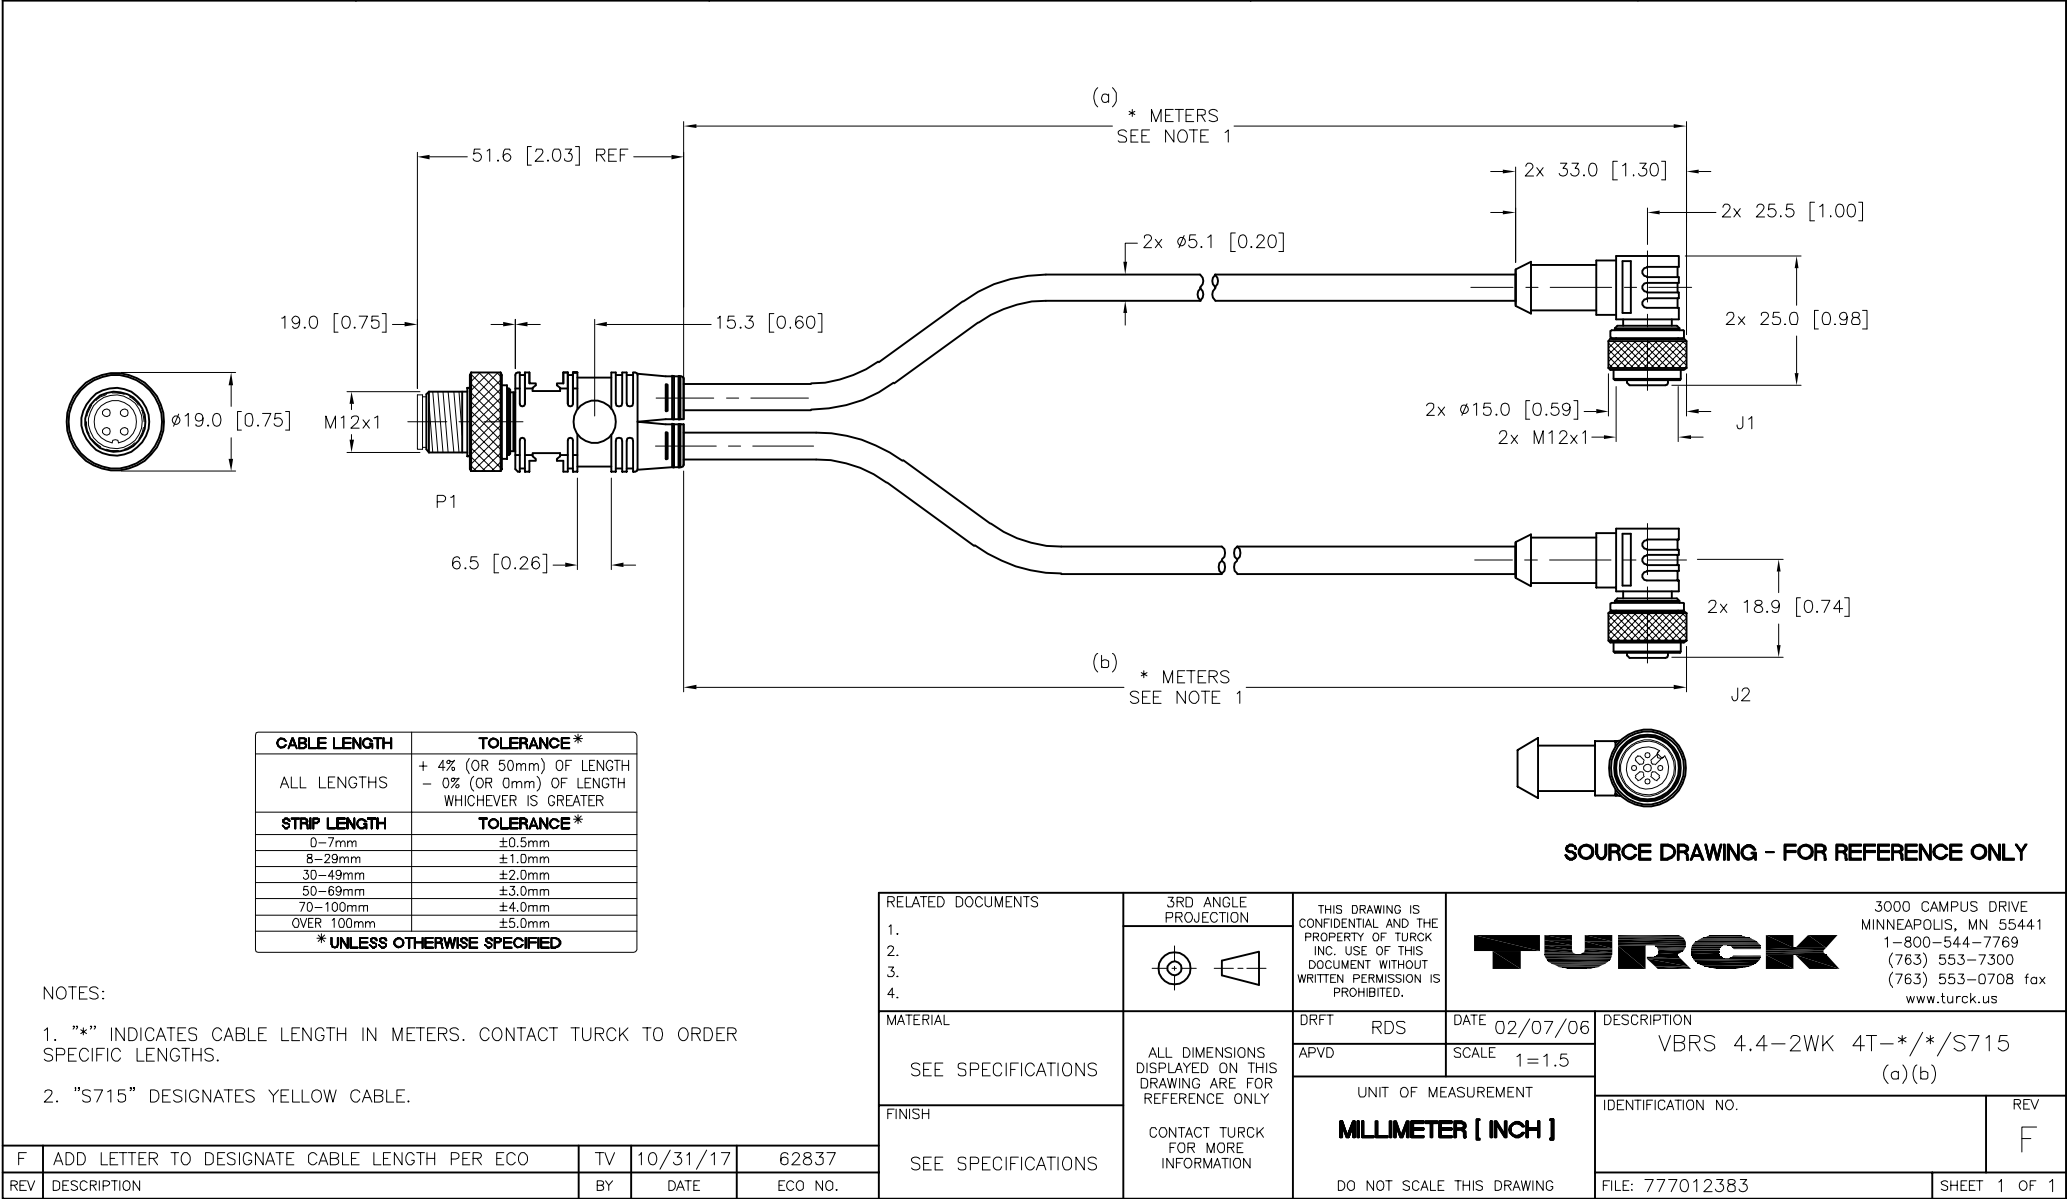 (a)
* METERS
SEE NOTE 1
51.6 [2.03] REF
2x 33.0 [1.30]
2x 25.5 [1.00]
2x ø5.1 [0.20]
19.0 [0.75]
15.3 [0.60]
2x 25.0 [0.98]
ø19.0 [0.75]
M12x1
2x ø15.0 [0.59]
J1
2x M12x1
P1
6.5 [0.26]
2x 18.9 [0.74]
(b)
* METERS
SEE NOTE 1
J2
CABLE LENGTH TOLERANCE*
ALL LENGTHS
+ 4% (OR 50mm) OF LENGTH
- 0% (OR 0mm) OF LENGTH
WHICHEVER IS GREATER
STRIP LENGTH TOLERANCE*
0-7mm ±0.5mm
8-29mm ±1.0mm
30-49mm ±2.0mm
50-69mm ±3.0mm
70-100mm ±4.0mm
OVER 100mm ±5.0mm
*UNLESS OTHERWISE SPECIFIED
NOTES:
1. "*" INDICATES CABLE LENGTH IN METERS. CONTACT TURCK TO ORDER
SPECIFIC LENGTHS.
2. "S715" DESIGNATES YELLOW CABLE.
F ADD LETTER TO DESIGNATE CABLE LENGTH PER ECO TV 10/31/17 62837
REV DESCRIPTION BY DATE ECO NO.
SOURCE DRAWING - FOR REFERENCE ONLY
RELATED DOCUMENTS
1.
2.
3.
4.
3RD ANGLE
PROJECTION
THIS DRAWING IS
CONFIDENTIAL AND THE
PROPERTY OF TURCK
INC. USE OF THIS
DOCUMENT WITHOUT
WRITTEN PERMISSION IS
PROHIBITED.
TURCK
3000 CAMPUS DRIVE
MINNEAPOLIS, MN 55441
1-800-544-7769
(763) 553-7300
(763) 553-0708 fax
www.turck.us
MATERIAL
SEE SPECIFICATIONS
FINISH
SEE SPECIFICATIONS
ALL DIMENSIONS
DISPLAYED ON THIS
DRAWING ARE FOR
REFERENCE ONLY
CONTACT TURCK
FOR MORE
INFORMATION
DRFT RDS
DATE 02/07/06
APVD
SCALE 1=1.5
UNIT OF MEASUREMENT
MILLIMETER [ INCH ]
DO NOT SCALE THIS DRAWING
DESCRIPTION
VBRS 4.4-2WK 4T-*/*/S715
(a)(b)
IDENTIFICATION NO.
REV
F
FILE: 777012383
SHEET 1 OF 1